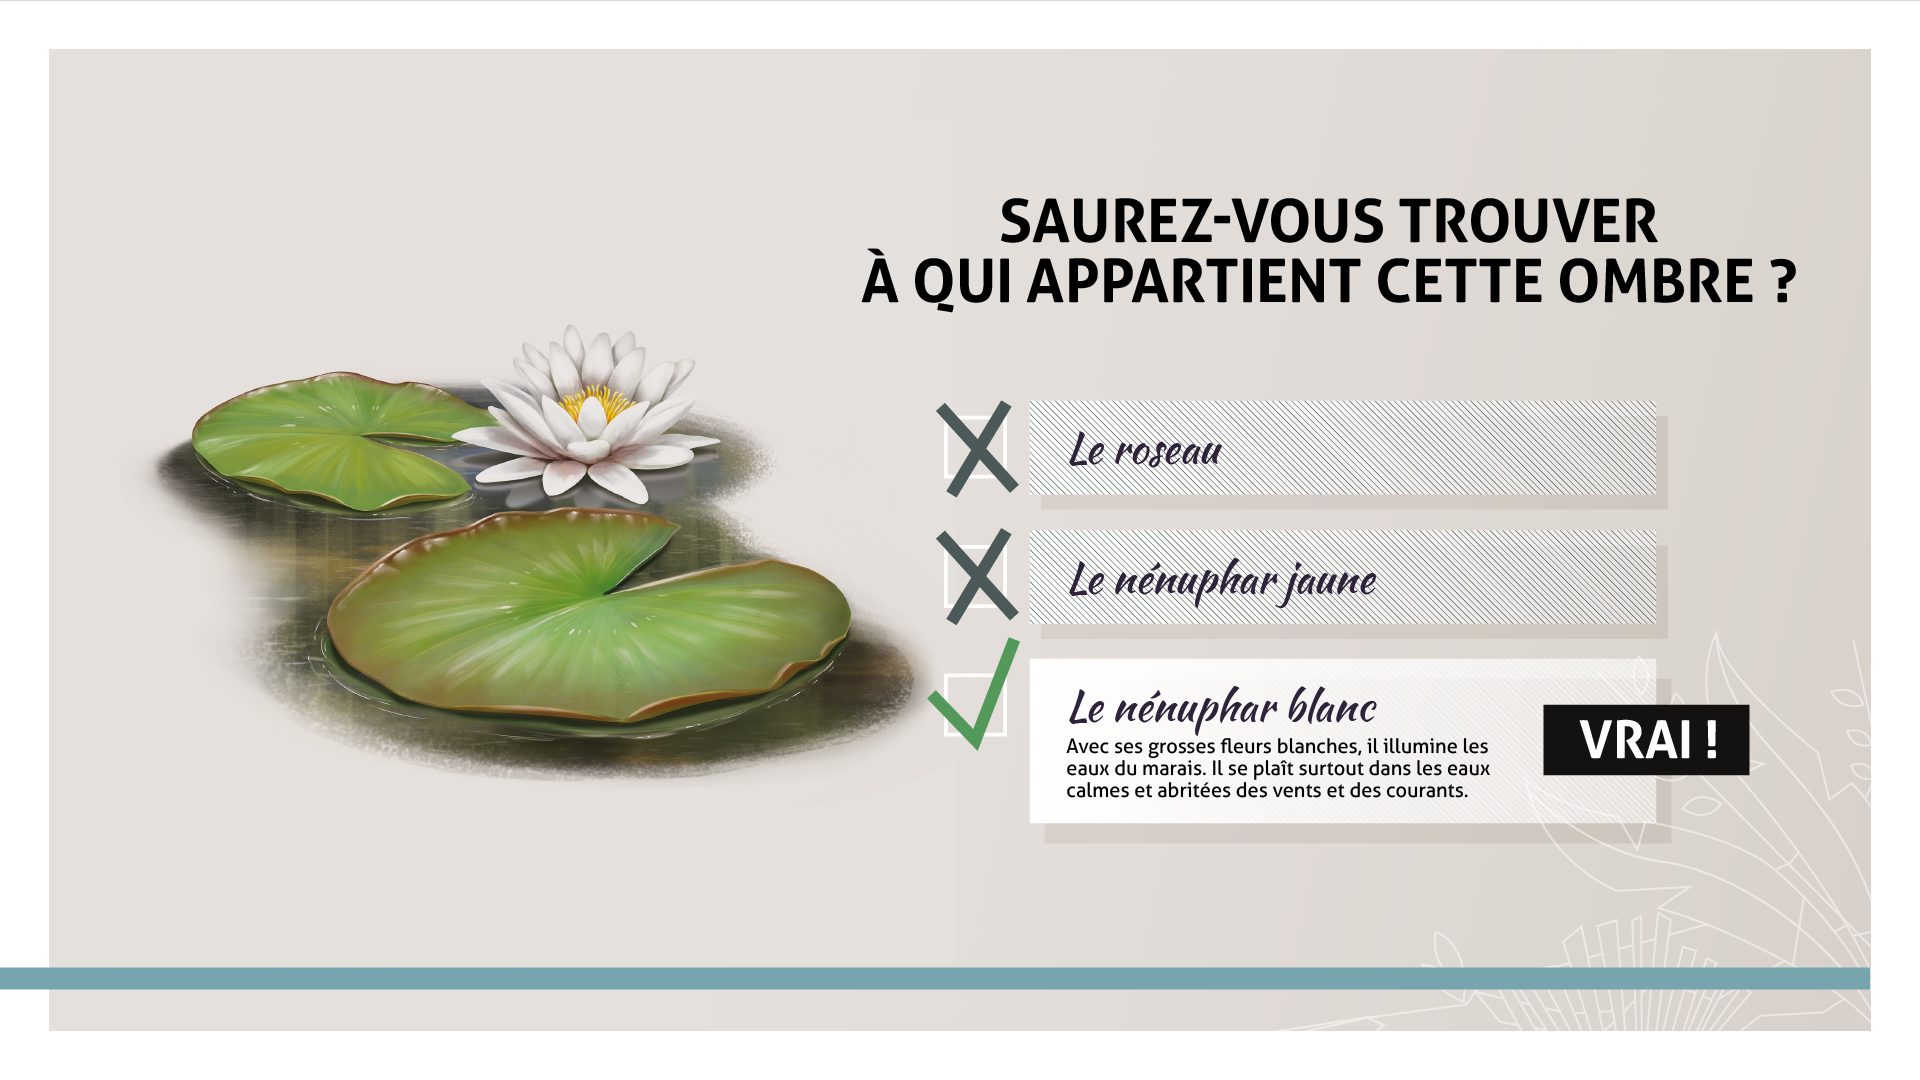 SAUREZ-VOUS TROUVER
À QUI APPARTIENT CETTE OMBRE ?
Le roseau
Le nénuphar jaune
Le nénuphar blanc
Avec ses grosses fleurs blanches, il illumine les
eaux du marais. Il se plaît surtout dans les eaux
calmes et abritées des vents et des courants.
VRAI !